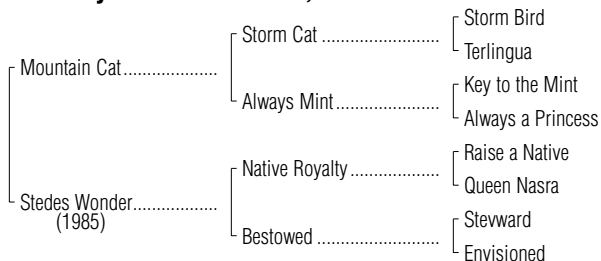 Storm Bird
Storm Cat ........................
Terlingua
Mountain Cat ...................
Key to the Mint
Always Mint .....................
Always a Princess
Raise a Native
Native Royalty ..................
Queen Nasra
Stedes Wonder .................
(1985)
Stevward
Bestowed ........................
Envisioned